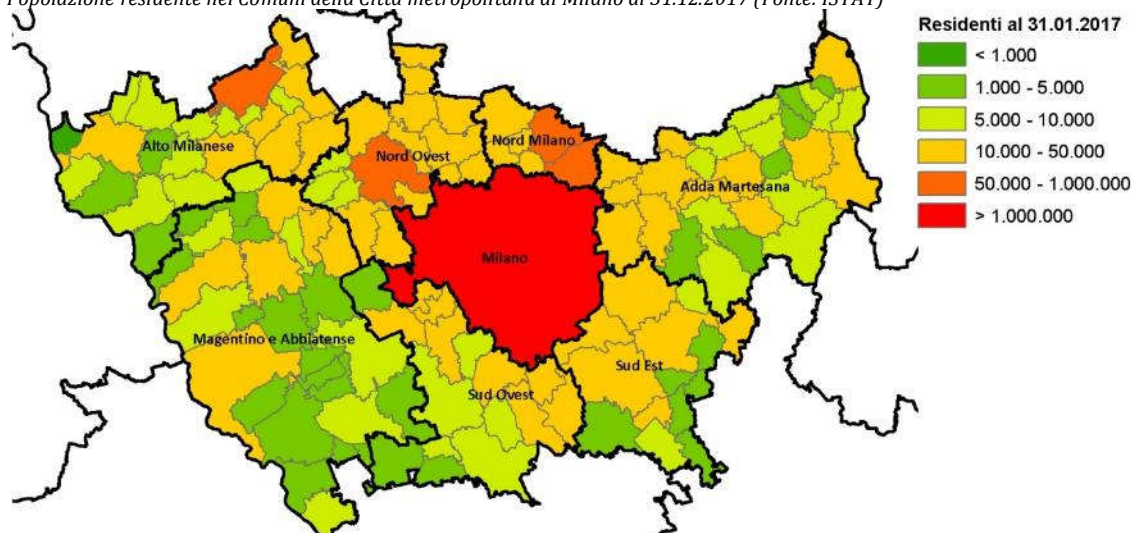 Popolazione residente nei Comuni della Città metropolitana di Milano al 31.12.2017 (Fonte: ISTAT)
Residenti al 31.01.2017
< 1.000
1.000 - 5.000
5.000 - 10.000
10.000 - 50.000
50.000 - 1.000.000
> 1.000.000
Alto Milanese
Nord Ovest
Nord Milano
Adda Martesana
Milano
Magentino e Abbiatense
Sud Ovest
Sud Est